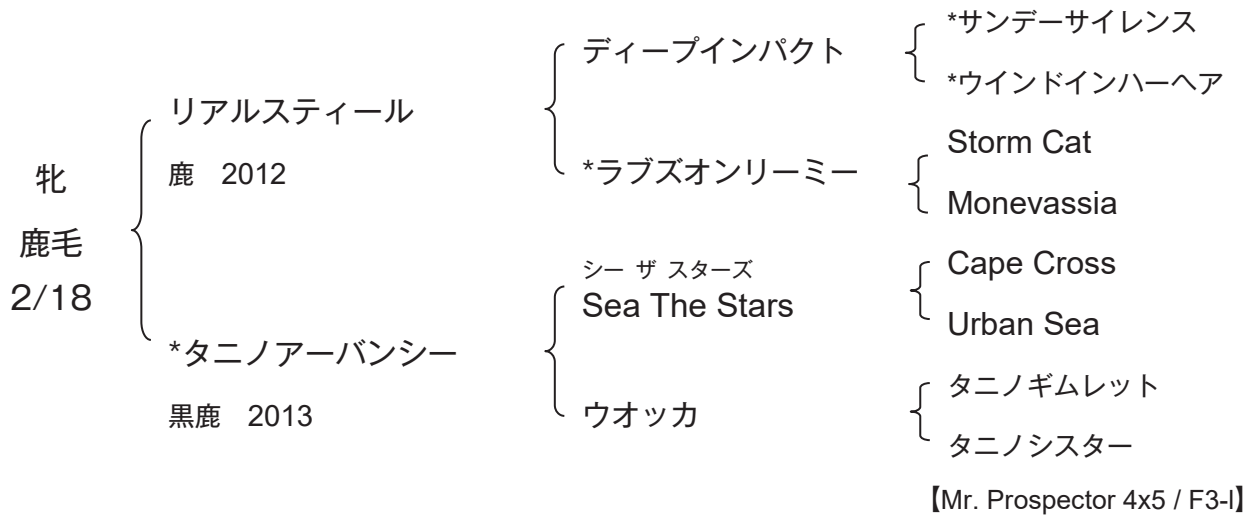 牝
鹿毛
2/18
リアルスティール
鹿 2012
*タニノアーバンシー
黒鹿 2013
ディープインパクト
*ラブズオンリーミー
シー ザ スターズ
Sea The Stars
ウオッカ
*サンデーサイレンス
*ウインドインハーヘア
Storm Cat
Monevassia
Cape Cross
Urban Sea
タニノギムレット
タニノシスター
【Mr. Prospector 4x5 / F3-l】